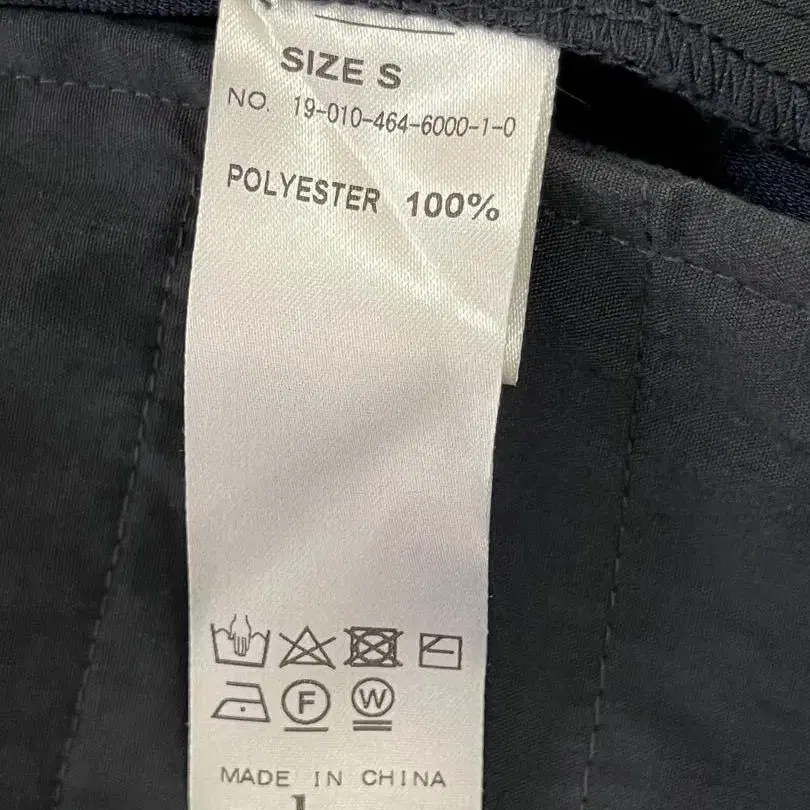 SIZE S
NO. 19-010-464-6000-1-0
POLYESTER 100%
F W
MADE IN CHINA